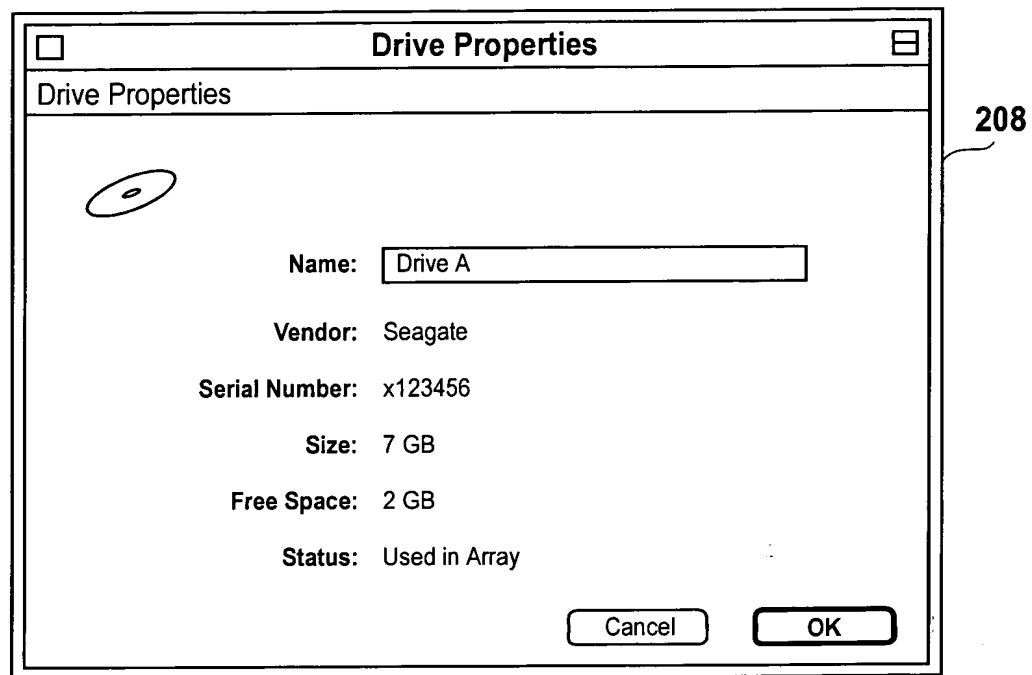 Drive Properties
Drive Properties
208
Name: Drive A
Vendor: Seagate
Serial Number: x123456
Size: 7 GB
Free Space: 2 GB
Status: Used in Array
Cancel OK